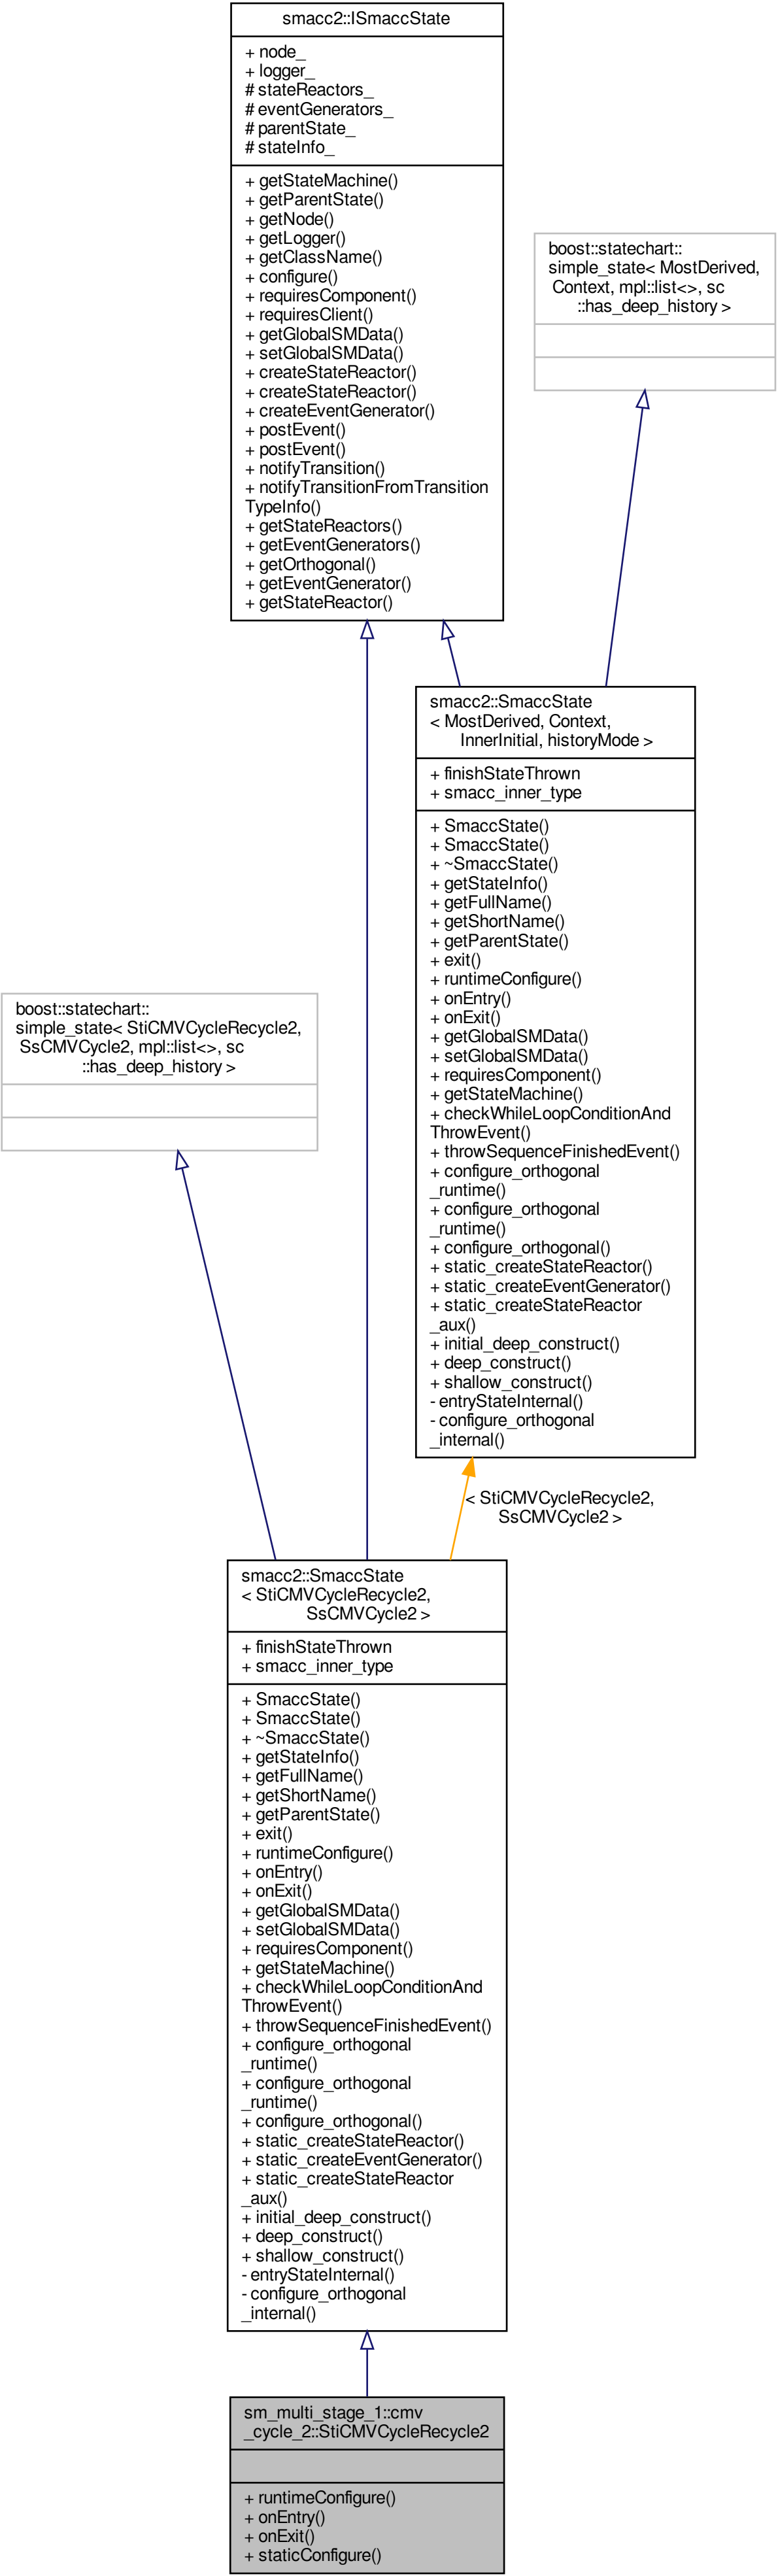 smacc2::ISmaccState
+ node_
+ logger_
# stateReactors_
# eventGenerators_
# parentState_
# stateInfo_
+ getStateMachine()
+ getParentState()
+ getNode()
+ getLogger()
+ getClassName()
+ configure()
+ requiresComponent()
+ requiresClient()
+ getGlobalSMData()
+ setGlobalSMData()
+ createStateReactor()
+ createStateReactor()
+ createEventGenerator()
+ postEvent()
+ postEvent()
+ notifyTransition()
+ notifyTransitionFromTransition
TypeInfo()
+ getStateReactors()
+ getEventGenerators()
+ getOrthogonal()
+ getEventGenerator()
+ getStateReactor()
boost::statechart::
simple_state< MostDerived,
Context, mpl::list<>, sc
::has_deep_history >
smacc2::SmaccState
< MostDerived, Context,
InnerInitial, historyMode >
+ finishStateThrown
+ smacc_inner_type
+ SmaccState()
+ SmaccState()
+ ~SmaccState()
+ getStateInfo()
+ getFullName()
+ getShortName()
+ getParentState()
+ exit()
+ runtimeConfigure()
+ onEntry()
+ onExit()
+ getGlobalSMData()
+ setGlobalSMData()
+ requiresComponent()
+ getStateMachine()
+ checkWhileLoopConditionAnd
ThrowEvent()
+ throwSequenceFinishedEvent()
+ configure_orthogonal
_runtime()
+ configure_orthogonal
_runtime()
+ configure_orthogonal()
+ static_createStateReactor()
+ static_createEventGenerator()
+ static_createStateReactor
_aux()
+ initial_deep_construct()
+ deep_construct()
+ shallow_construct()
- entryStateInternal()
- configure_orthogonal
_internal()
boost::statechart::
simple_state< StiCMVCycleRecycle2,
SsCMVCycle2, mpl::list<>, sc
::has_deep_history >
< StiCMVCycleRecycle2,
SsCMVCycle2 >
smacc2::SmaccState
< StiCMVCycleRecycle2,
SsCMVCycle2 >
+ finishStateThrown
+ smacc_inner_type
+ SmaccState()
+ SmaccState()
+ ~SmaccState()
+ getStateInfo()
+ getFullName()
+ getShortName()
+ getParentState()
+ exit()
+ runtimeConfigure()
+ onEntry()
+ onExit()
+ getGlobalSMData()
+ setGlobalSMData()
+ requiresComponent()
+ getStateMachine()
+ checkWhileLoopConditionAnd
ThrowEvent()
+ throwSequenceFinishedEvent()
+ configure_orthogonal
_runtime()
+ configure_orthogonal
_runtime()
+ configure_orthogonal()
+ static_createStateReactor()
+ static_createEventGenerator()
+ static_createStateReactor
_aux()
+ initial_deep_construct()
+ deep_construct()
+ shallow_construct()
- entryStateInternal()
- configure_orthogonal
_internal()
sm_multi_stage_1::cmv
_cycle_2::StiCMVCycleRecycle2
+ runtimeConfigure()
+ onEntry()
+ onExit()
+ staticConfigure()